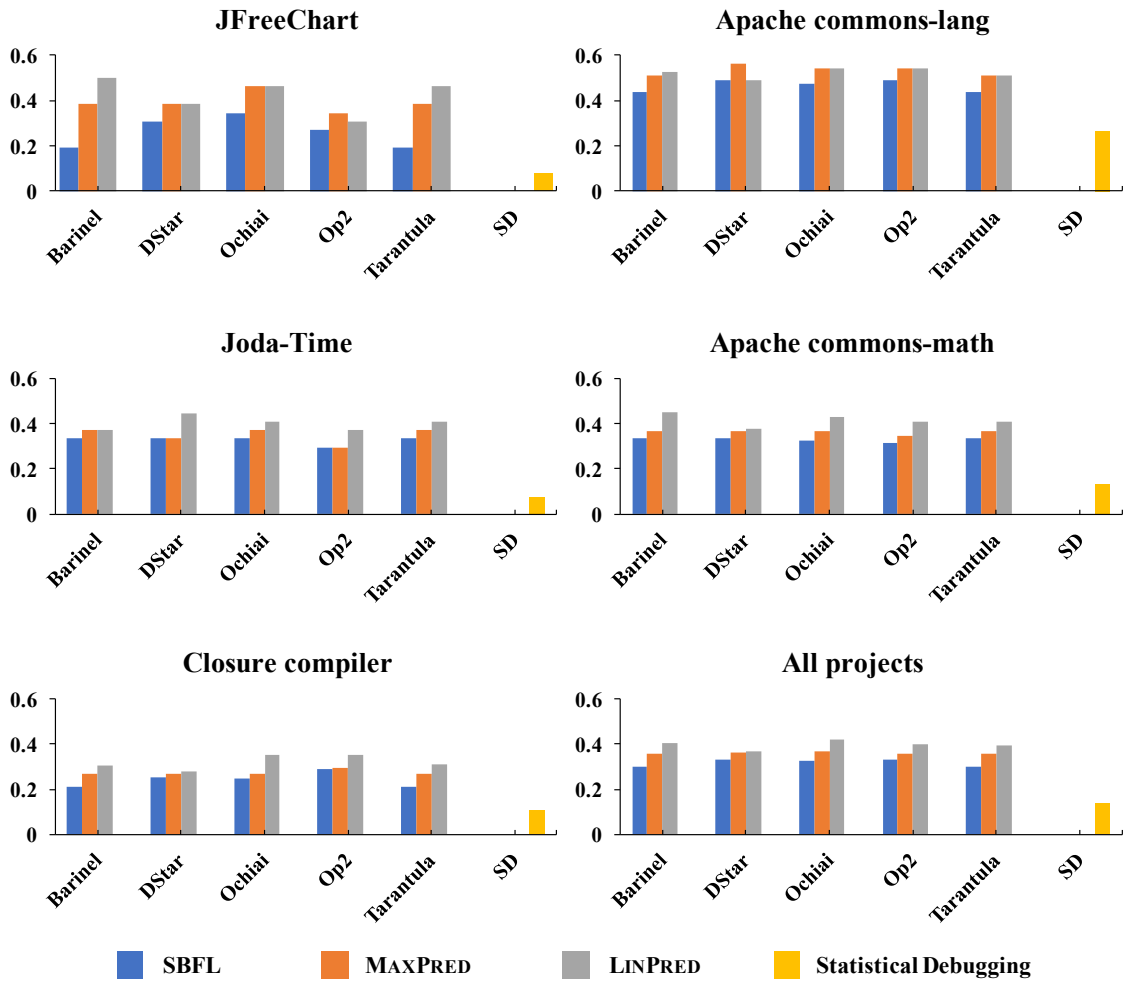 JFreeChart
0.6
0.4
0.2
0
Barinel
DStar
Ochiai
Op2
Tarantula
SD
Apache commons-lang
0.6
0.4
0.2
0
Barinel
DStar
Ochiai
Op2
Tarantula
SD
Joda-Time
0.6
0.4
0.2
0
Barinel
DStar
Ochiai
Op2
Tarantula
SD
Apache commons-math
0.6
0.4
0.2
0
Barinel
DStar
Ochiai
Op2
Tarantula
SD
Closure compiler
0.6
0.4
0.2
0
Barinel
DStar
Ochiai
Op2
Tarantula
SD
All projects
0.6
0.4
0.2
0
Barinel
DStar
Ochiai
Op2
Tarantula
SD
SBFL MAXPRED LINPRED Statistical Debugging